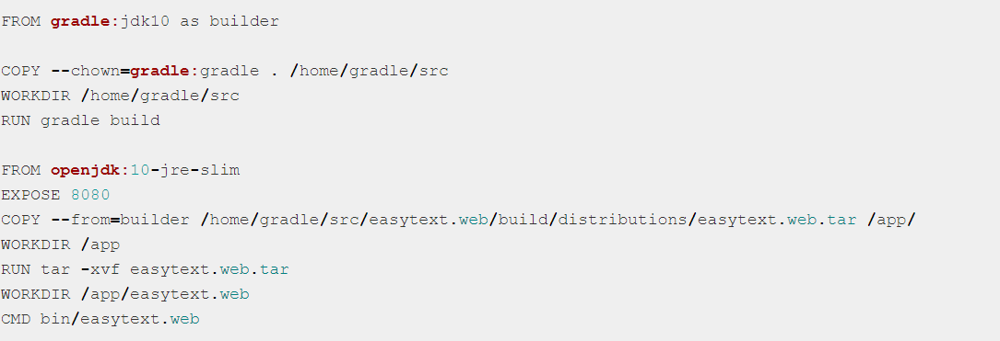 FROM gradle:jdk10 as builder
COPY --chown=gradle:gradle . /home/gradle/src
WORKDIR /home/gradle/src
RUN gradle build
FROM openjdk:10-jre-slim
EXPOSE 8080
COPY --from=builder /home/gradle/src/easytext.web/build/distributions/easytext.web.tar /app/
WORKDIR /app
RUN tar -xvf easytext.web.tar
WORKDIR /app/easytext.web
CMD bin/easytext.web